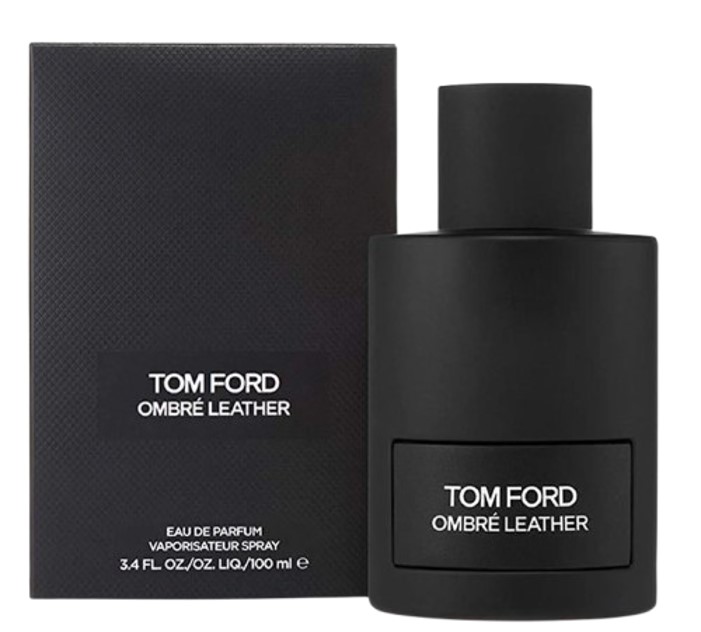 TOM FORD
OMBRÉ LEATHER
EAU DE PARFUM
VAPORISATEUR SPRAY
3.4 FL. OZ./OZ. LIQ./100 ml ℮
TOM FORD
OMBRÉ LEATHER